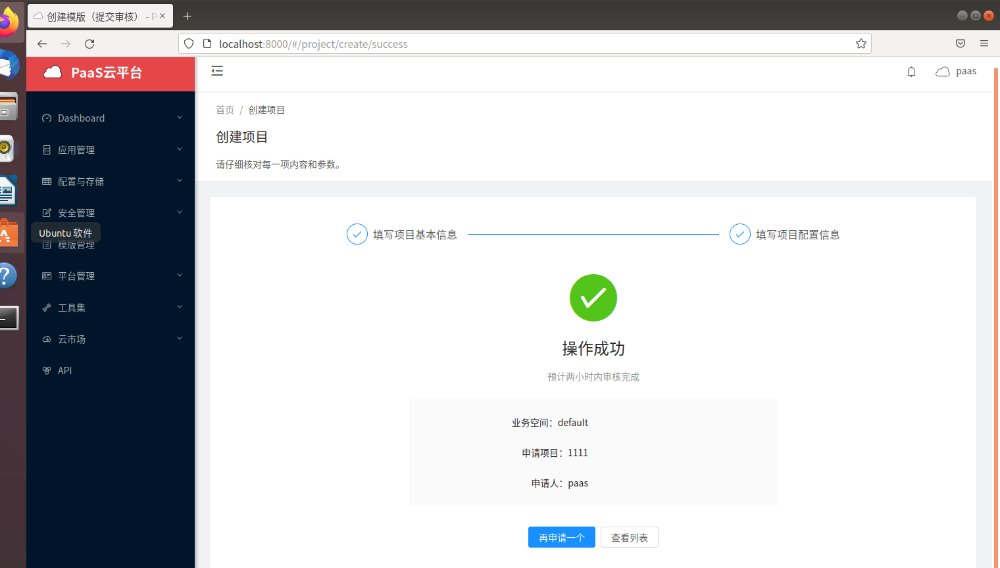 创建模版（提交审核） - P
localhost:8000/#/project/create/success
PaaS云平台
paas
Dashboard
应用管理
配置与存储
安全管理
Ubuntu 软件
模版管理
平台管理
工具集
云市场
API
首页 / 创建项目
创建项目
请仔细核对每一项内容和参数。
填写项目基本信息
填写项目配置信息
操作成功
预计两小时内审核完成
业务空间：default
申请项目：1111
申请人：paas
再申请一个
查看列表